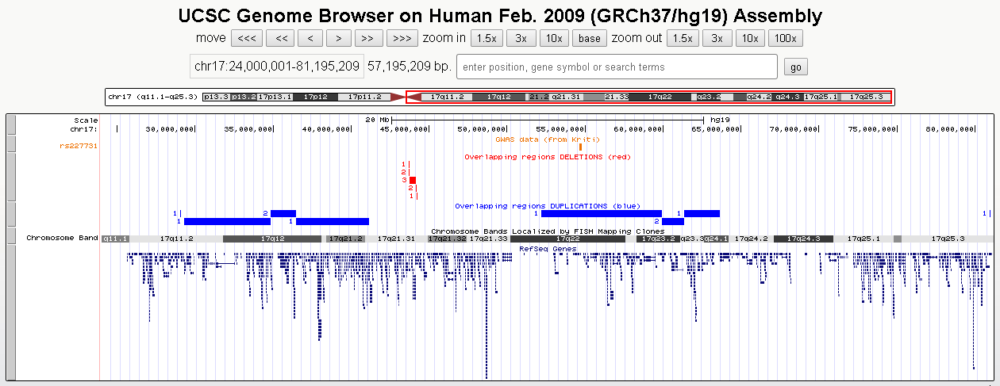 UCSC Genome Browser on Human Feb. 2009 (GRCh37/hg19) Assembly
move <<< << < > >> >>> zoom in 1.5x 3x 10x base zoom out 1.5x 3x 10x 100x
chr17:24,000,001-81,195,209 57,195,209 bp. enter position, gene symbol or search terms go
chr17 (q11.1-q25.3) p13.3 p13.2 17p13.1 17p12 17p11.2 17q11.2 17q12 21.2 q21.31 21.33 17q22 q23.2 q24.2 q24.3 17q25.1 17q25.3
Scale 20 Mb hg19
chr17: 30,000,000 35,000,000 40,000,000 45,000,000 50,000,000 55,000,000 60,000,000 65,000,000 70,000,000 75,000,000 80,000,000
GWAS data (from Kriti)
rs227731
Overlapping regions DELETIONS (red)
1
2
3
2
1
Overlapping regions DUPLICATIONS (blue)
1 2 1 1 1
1 1 2
Chromosome Bands Localized by FISH Mapping Clones
Chromosome Band q11.1 17q11.2 17q12 17q21.2 17q21.31 17q21.32 17q21.33 17q22 17q23.2 q23.3 17q24.1 17q24.2 17q24.3 17q25.1 17q25.3
RefSeq Genes